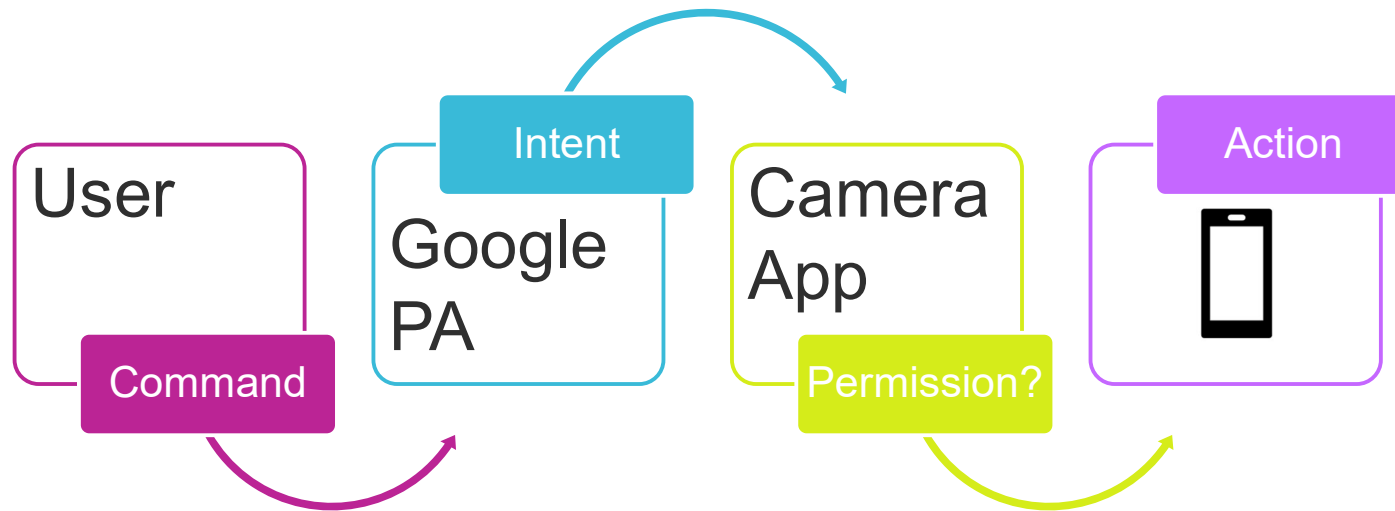 User
Command
Intent
Google
PA
Camera
App
Permission?
Action